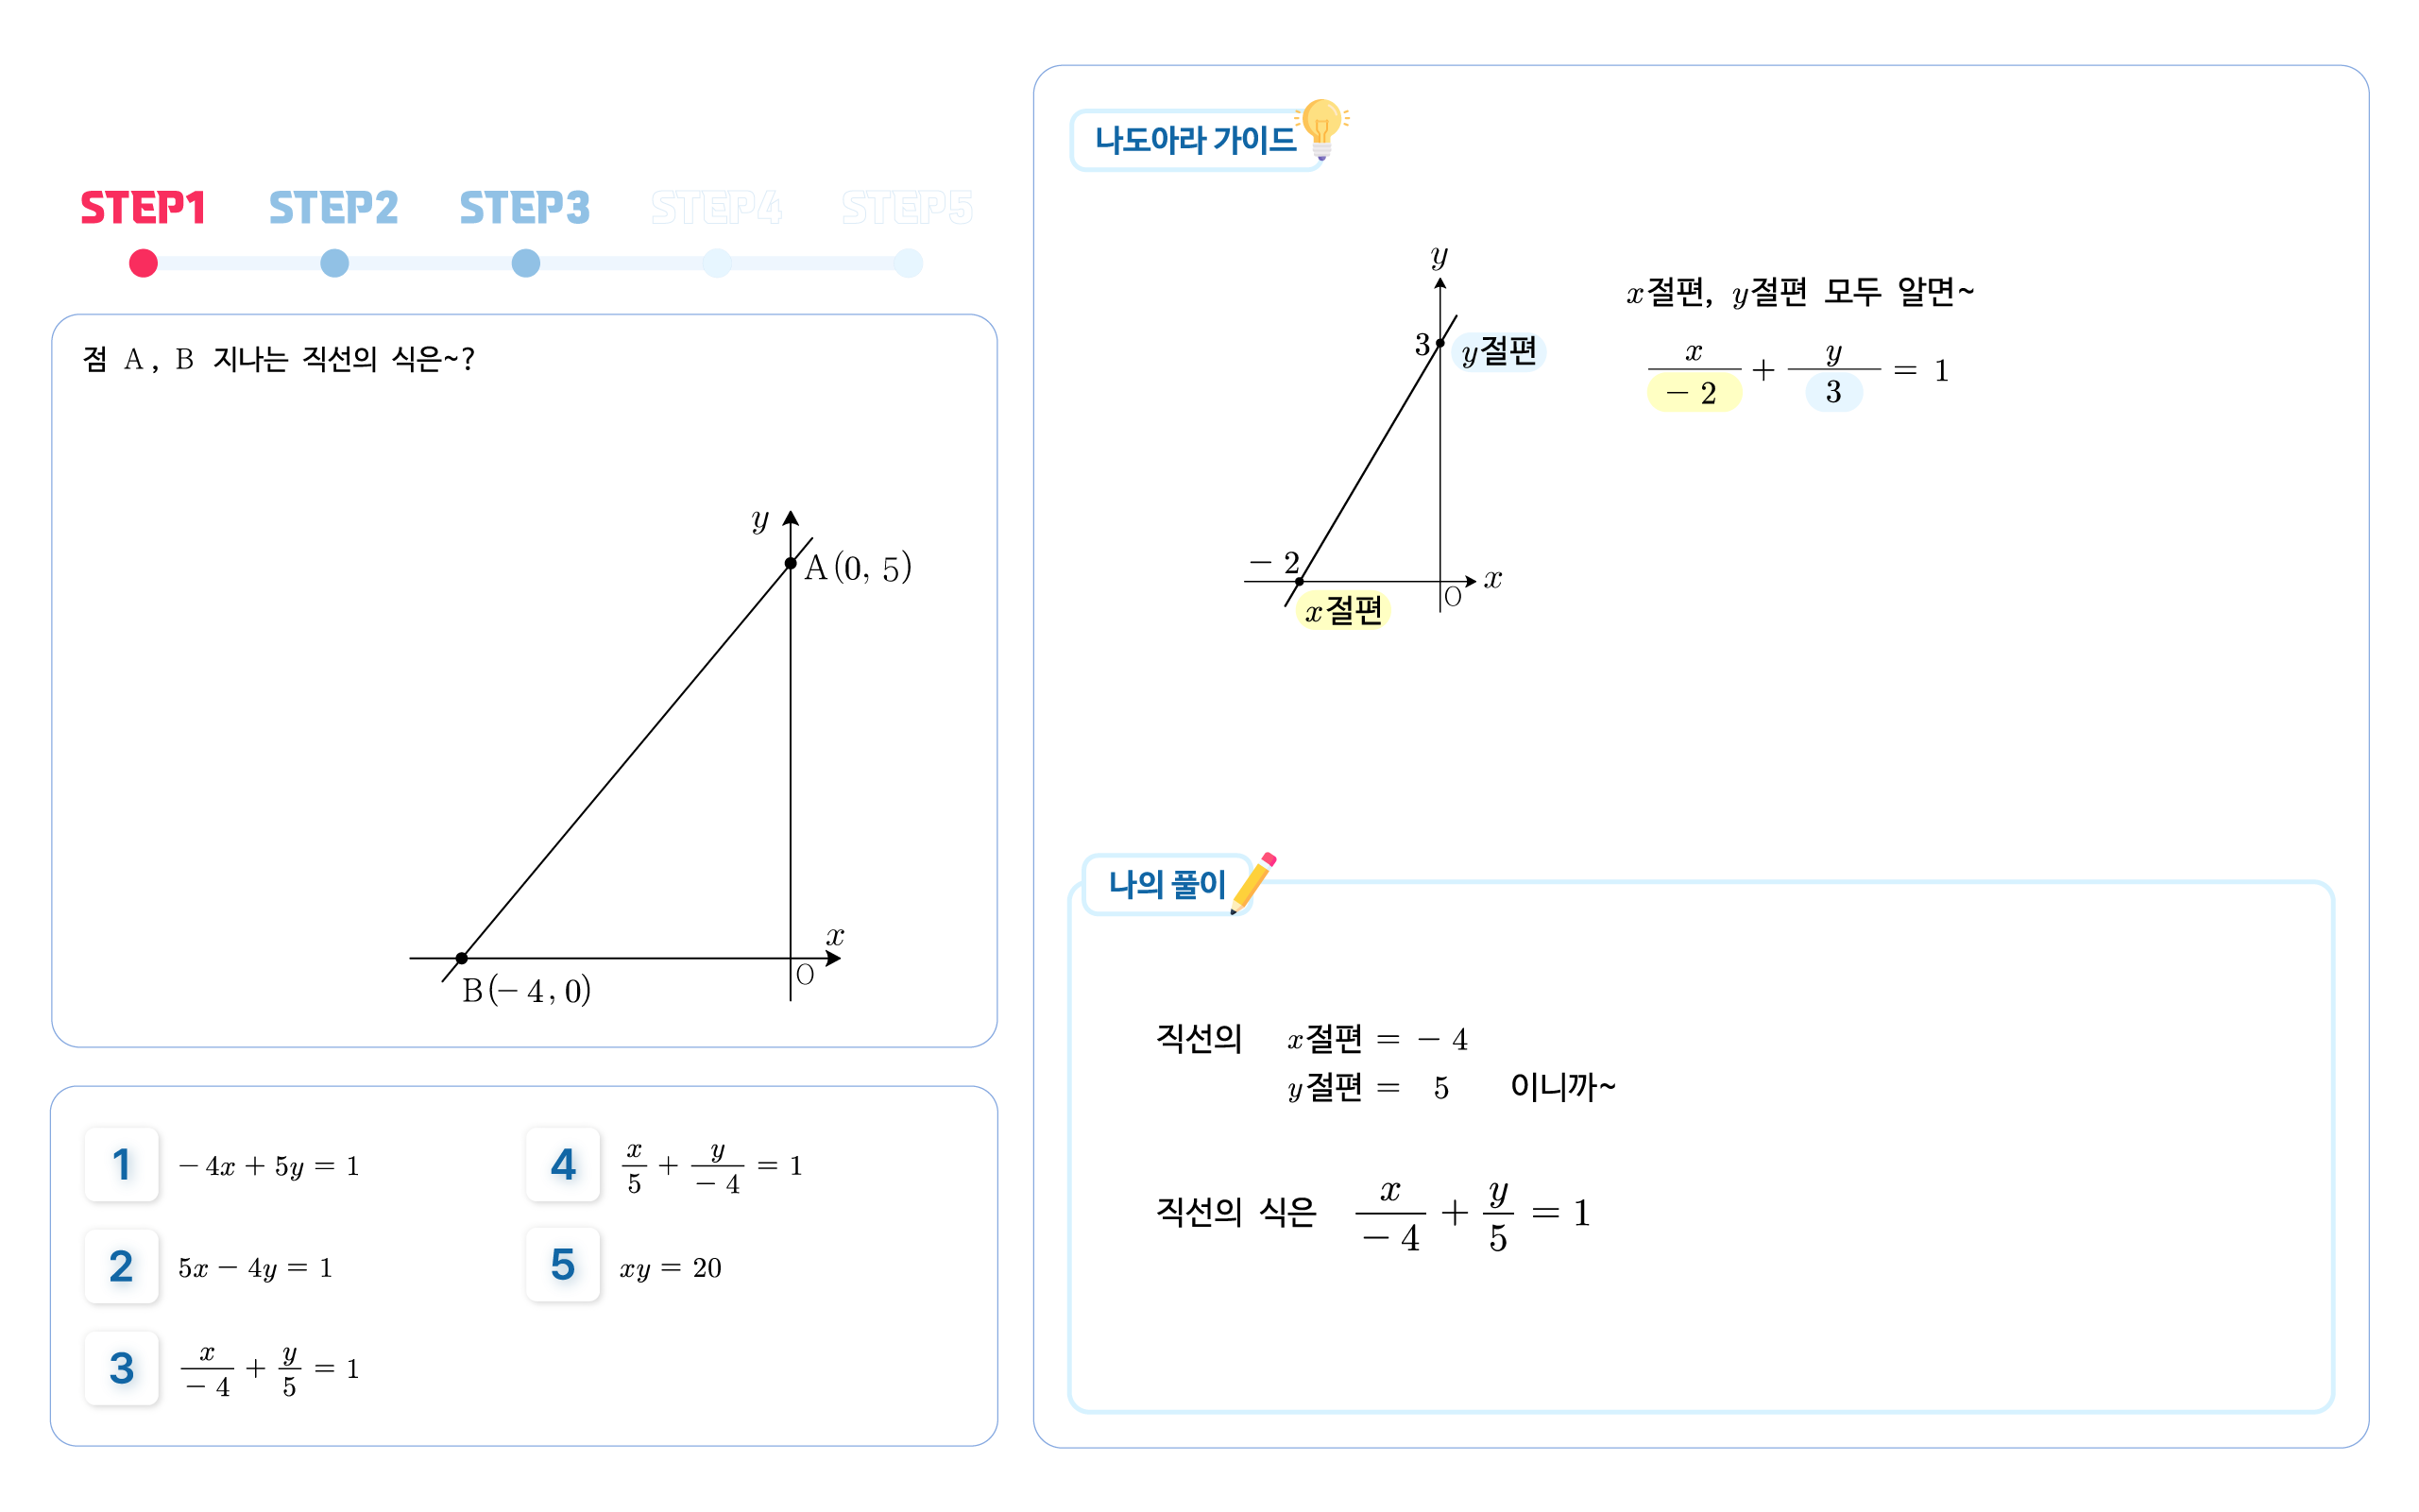 STEP1 STEP2 STEP3 STEP4 STEP5
점 A, B 지나는 직선의 식은~?
y
A(0, 5)
x
O
B(-4, 0)
1 -4x + 5y = 1
2 5x - 4y = 1
3 x/-4 + y/5 = 1
4 x/5 + y/-4 = 1
5 xy = 20
나도아라 가이드
y
3 y절편
-2
x
O
x절편
x절편, y절편 모두 알면~
x/-2 + y/3 = 1
나의 풀이
직선의 x절편 = -4
y절편 = 5 이니까~
직선의 식은 x/-4 + y/5 = 1